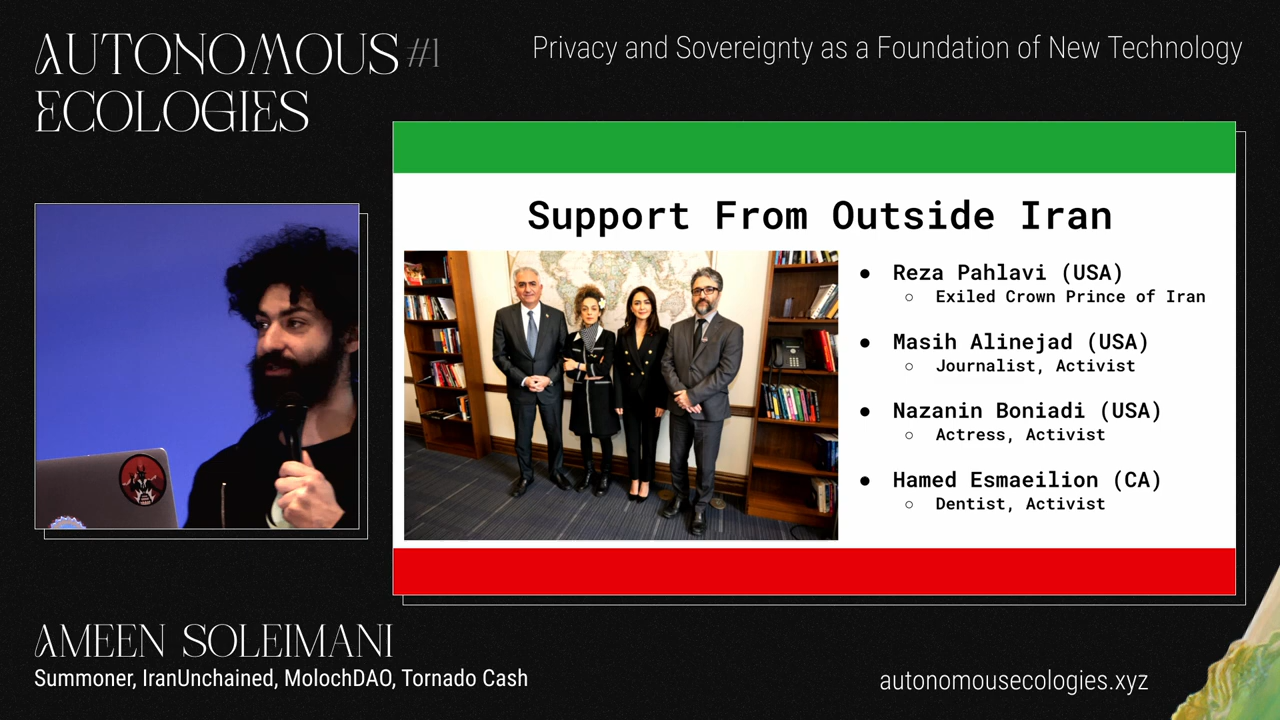 AUTONOMOUS #1
ECOLOGIES
Privacy and Sovereignty as a Foundation of New Technology
Support From Outside Iran
● Reza Pahlavi (USA)
○ Exiled Crown Prince of Iran
● Masih Alinejad (USA)
○ Journalist, Activist
● Nazanin Boniadi (USA)
○ Actress, Activist
● Hamed Esmaeilion (CA)
○ Dentist, Activist
AMEEN SOLEIMANI
Summoner, IranUnchained, MolochDAO, Tornado Cash
autonomousecologies.xyz